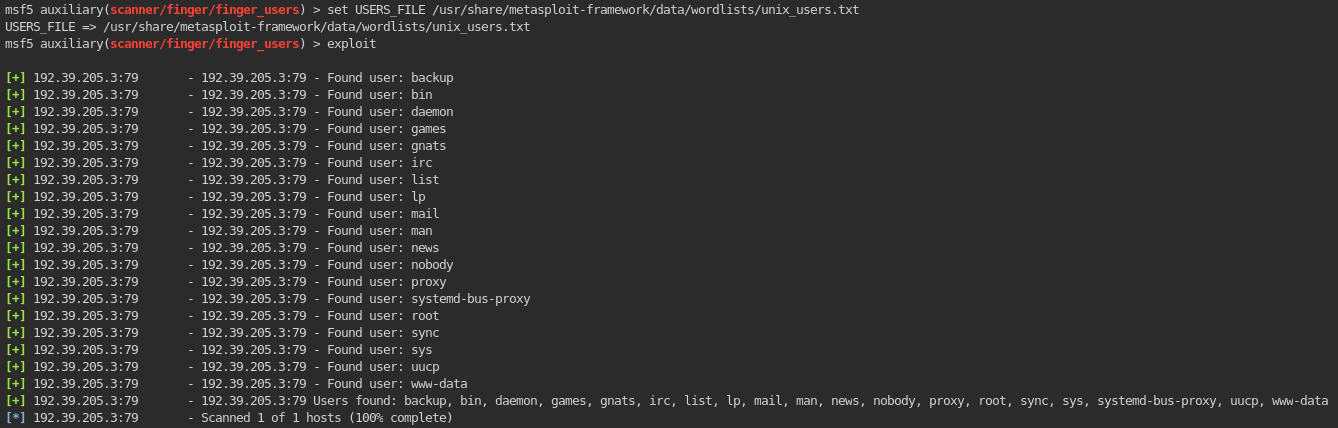 msf5 auxiliary(scanner/finger/finger_users) > set USERS_FILE /usr/share/metasploit-framework/data/wordlists/unix_users.txt
USERS_FILE => /usr/share/metasploit-framework/data/wordlists/unix_users.txt
msf5 auxiliary(scanner/finger/finger_users) > exploit
[+] 192.39.205.3:79 - 192.39.205.3:79 - Found user: backup
[+] 192.39.205.3:79 - 192.39.205.3:79 - Found user: bin
[+] 192.39.205.3:79 - 192.39.205.3:79 - Found user: daemon
[+] 192.39.205.3:79 - 192.39.205.3:79 - Found user: games
[+] 192.39.205.3:79 - 192.39.205.3:79 - Found user: gnats
[+] 192.39.205.3:79 - 192.39.205.3:79 - Found user: irc
[+] 192.39.205.3:79 - 192.39.205.3:79 - Found user: list
[+] 192.39.205.3:79 - 192.39.205.3:79 - Found user: lp
[+] 192.39.205.3:79 - 192.39.205.3:79 - Found user: mail
[+] 192.39.205.3:79 - 192.39.205.3:79 - Found user: man
[+] 192.39.205.3:79 - 192.39.205.3:79 - Found user: news
[+] 192.39.205.3:79 - 192.39.205.3:79 - Found user: nobody
[+] 192.39.205.3:79 - 192.39.205.3:79 - Found user: proxy
[+] 192.39.205.3:79 - 192.39.205.3:79 - Found user: systemd-bus-proxy
[+] 192.39.205.3:79 - 192.39.205.3:79 - Found user: root
[+] 192.39.205.3:79 - 192.39.205.3:79 - Found user: sync
[+] 192.39.205.3:79 - 192.39.205.3:79 - Found user: sys
[+] 192.39.205.3:79 - 192.39.205.3:79 - Found user: uucp
[+] 192.39.205.3:79 - 192.39.205.3:79 - Found user: www-data
[+] 192.39.205.3:79 - 192.39.205.3:79 Users found: backup, bin, daemon, games, gnats, irc, list, lp, mail, man, news, nobody, proxy, root, sync, sys, systemd-bus-proxy, uucp, www-data
[*] 192.39.205.3:79 - Scanned 1 of 1 hosts (100% complete)